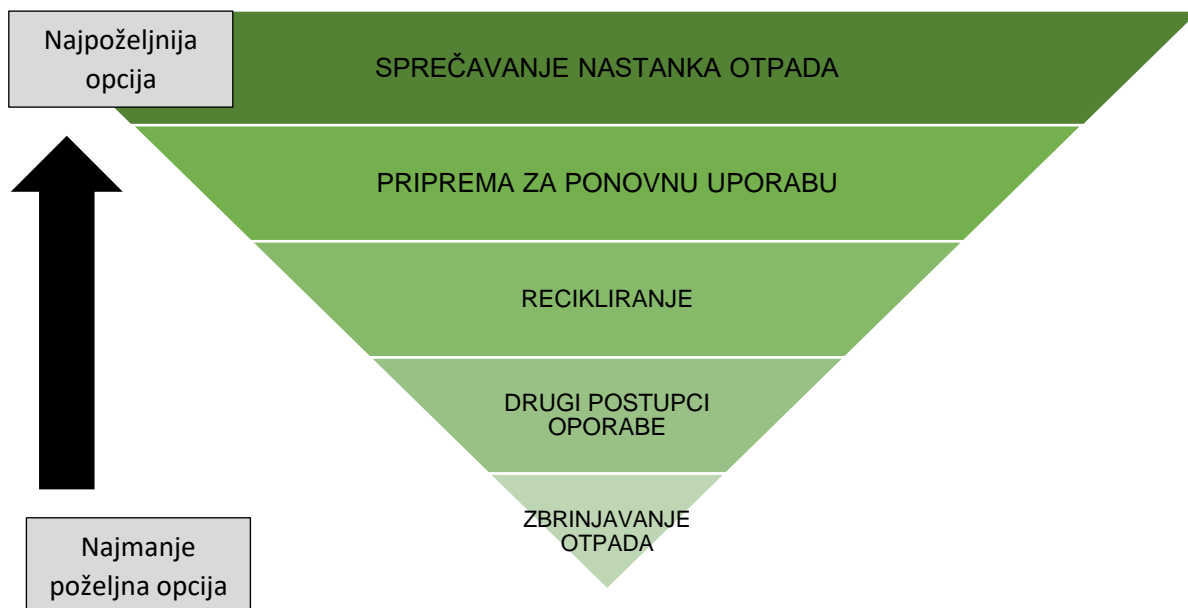 Najpoželjnija
opcija
SPREČAVANJE NASTANKA OTPADA
PRIPREMA ZA PONOVNU UPORABU
RECIKLIRANJE
DRUGI POSTUPCI
OPORABE
ZBRINJAVANJE
OTPADA
Najmanje
poželjna opcija